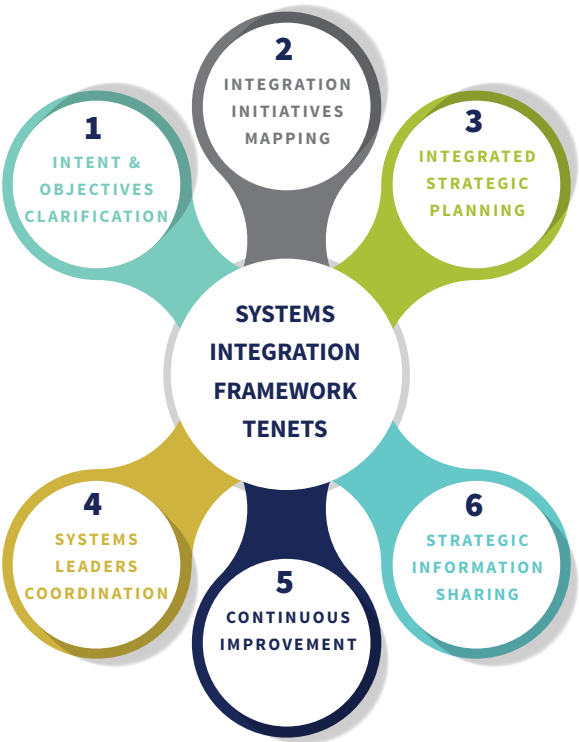 1
INTENT &
OBJECTIVES
CLARIFICATION
2
INTEGRATION
INITIATIVES
MAPPING
3
INTEGRATED
STRATEGIC
PLANNING
SYSTEMS
INTEGRATION
FRAMEWORK
TENETS
4
SYSTEMS
LEADERS
COORDINATION
5
CONTINUOUS
IMPROVEMENT
6
STRATEGIC
INFORMATION
SHARING